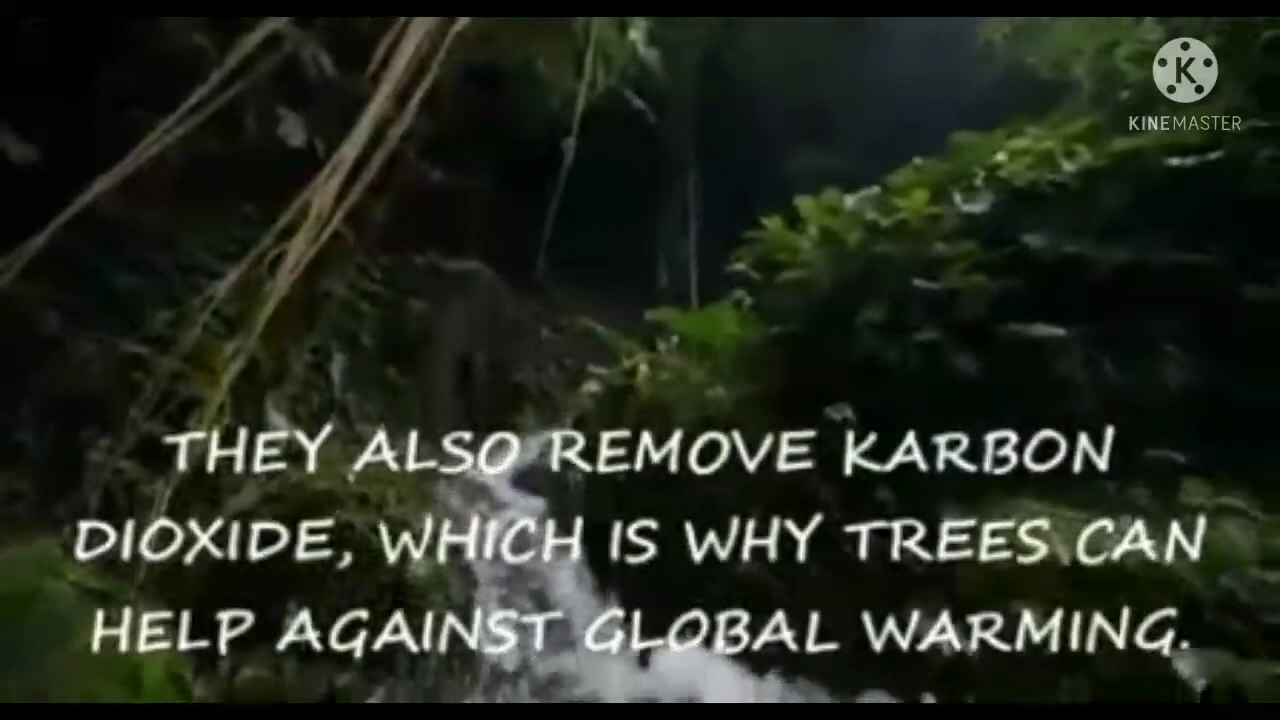 K
KINEMASTER
THEY ALSO REMOVE KARBON
DIOXIDE, WHICH IS WHY TREES CAN
HELP AGAINST GLOBAL WARMING.